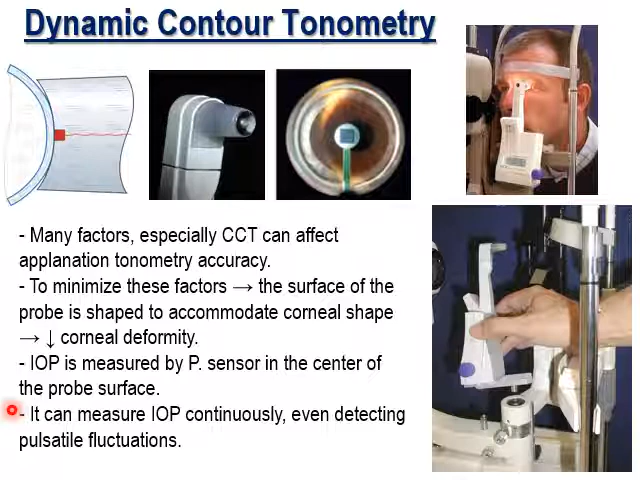 Dynamic Contour Tonometry
- Many factors, especially CCT can affect
applanation tonometry accuracy.
- To minimize these factors → the surface of the
probe is shaped to accommodate corneal shape
→ ↓ corneal deformity.
- IOP is measured by P. sensor in the center of
the probe surface.
- It can measure IOP continuously, even detecting
pulsatile fluctuations.